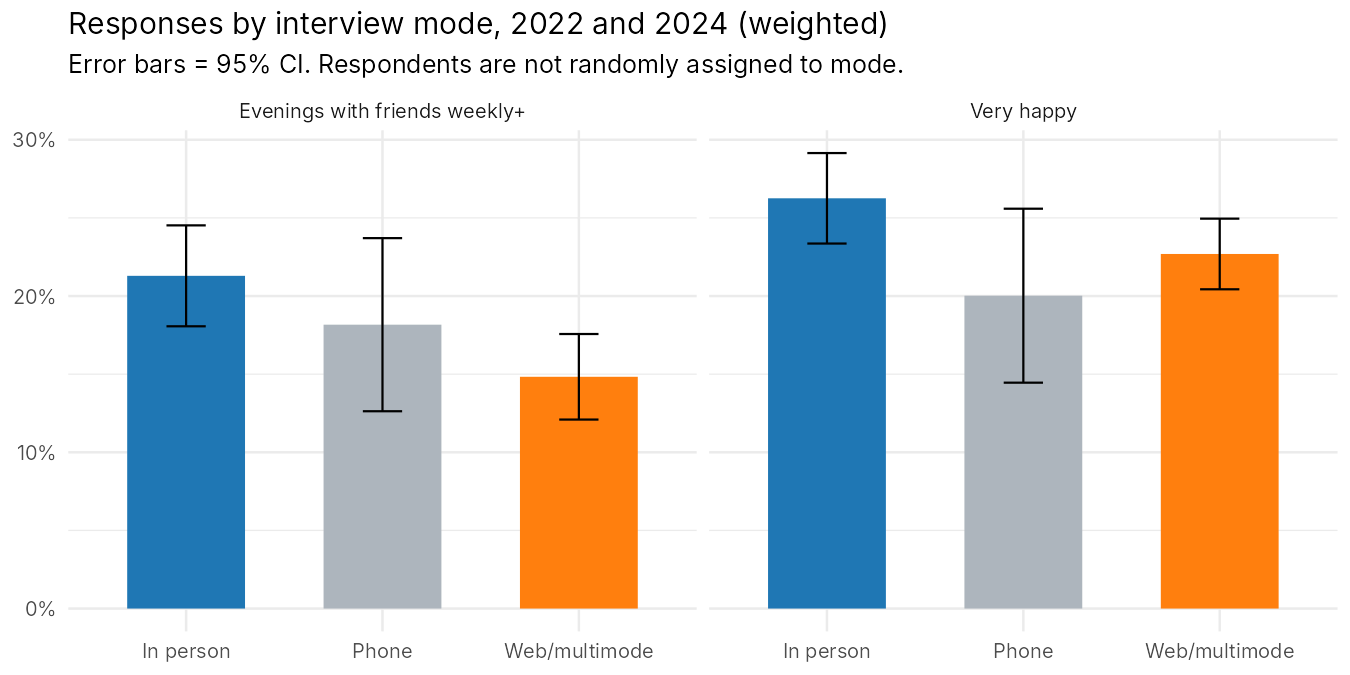 Responses by interview mode, 2022 and 2024 (weighted)
Error bars = 95% CI. Respondents are not randomly assigned to mode.
Evenings with friends weekly+
Very happy
30%
20%
10%
0%
In person
Phone
Web/multimode
In person
Phone
Web/multimode